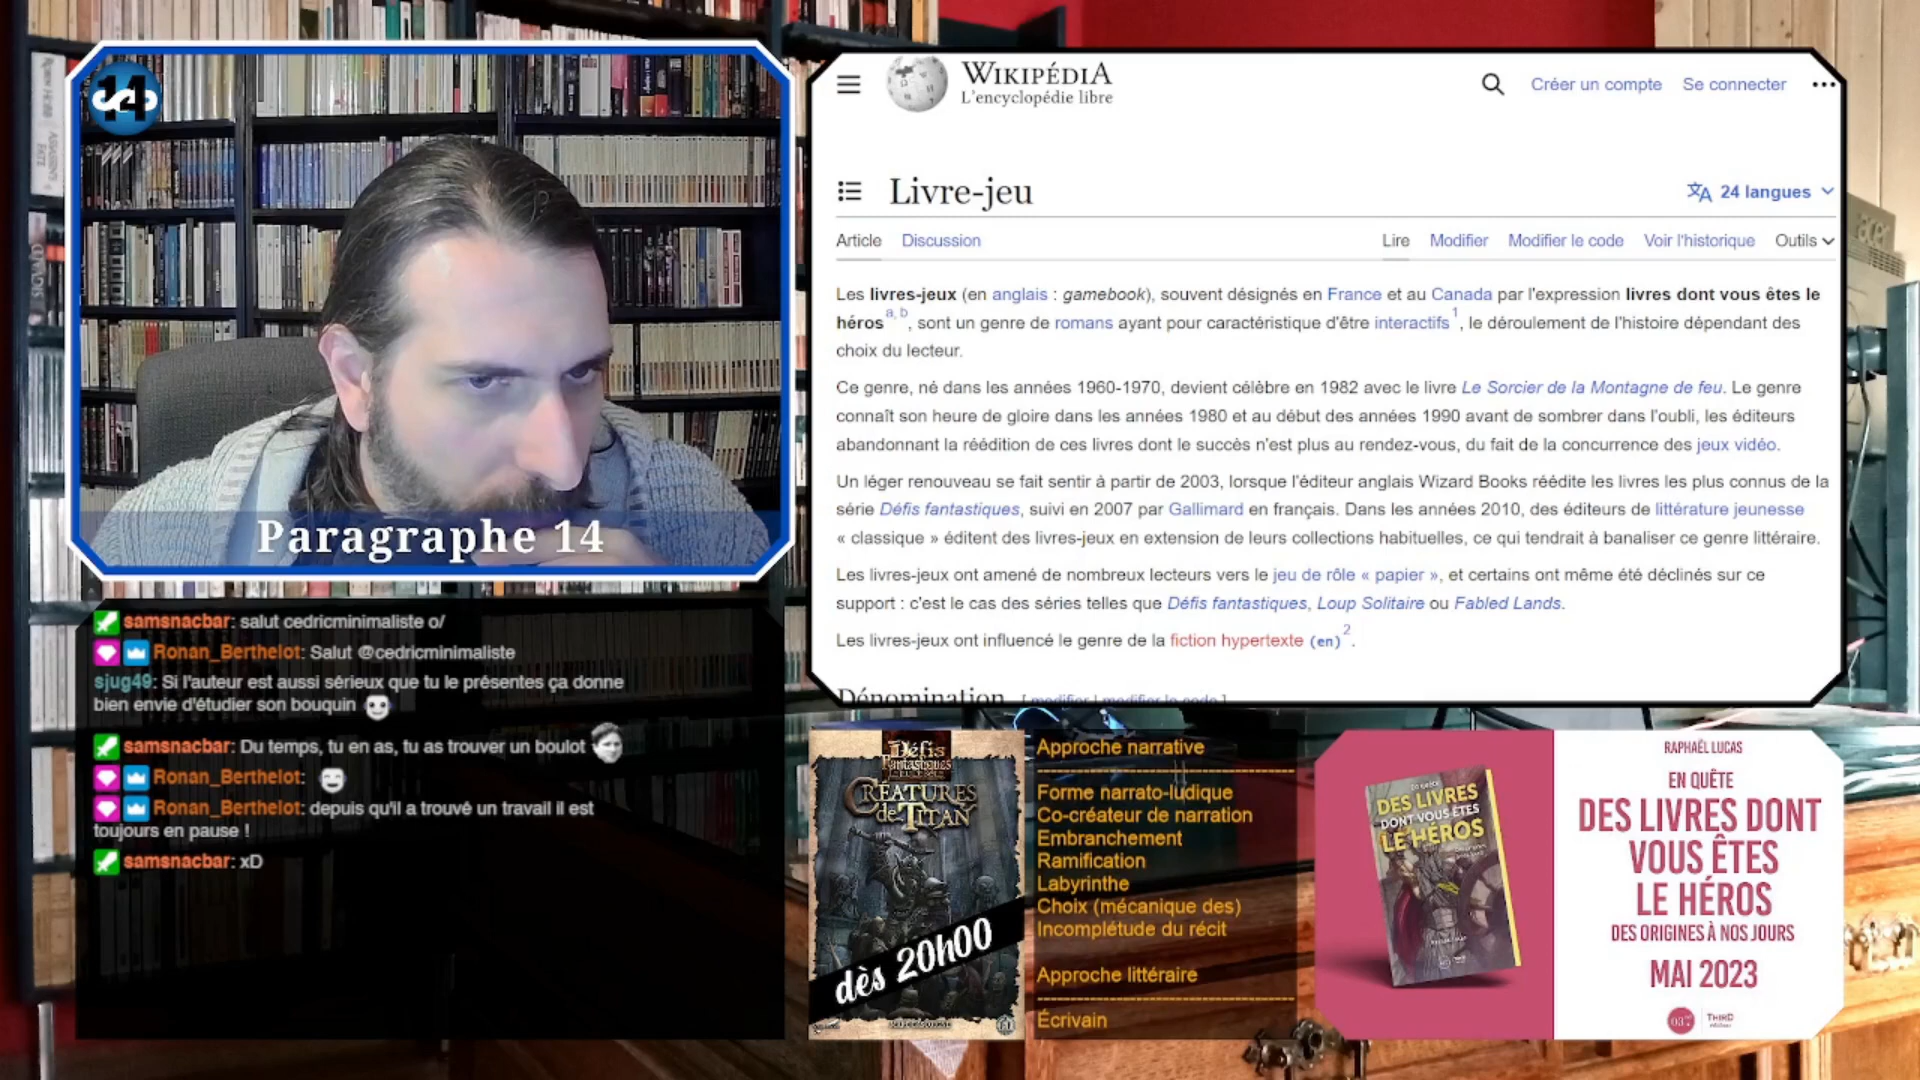 14
Paragraphe 14
samsnacbar: salut cedricminimaliste o/
Ronan_Berthelot: Salut @cedricminimaliste
sjug49: Si l'auteur est aussi sérieux que tu le présentes ça donne
bien envie d'étudier son bouquin
samsnacbar: Du temps, tu en as, tu as trouver un boulot
Ronan_Berthelot:
Ronan_Berthelot: depuis qu'il a trouvé un travail il est
toujours en pause !
samsnacbar: xD
WIKIPÉDIA
L'encyclopédie libre
Créer un compte
Se connecter
Livre-jeu
24 langues
Article
Discussion
Lire
Modifier
Modifier le code
Voir l'historique
Outils
Les livres-jeux (en anglais : gamebook), souvent désignés en France et au Canada par l'expression livres dont vous êtes le
héros a, b, sont un genre de romans ayant pour caractéristique d'être interactifs 1, le déroulement de l'histoire dépendant des
choix du lecteur.
Ce genre, né dans les années 1960-1970, devient célèbre en 1982 avec le livre Le Sorcier de la Montagne de feu. Le genre
connaît son heure de gloire dans les années 1980 et au début des années 1990 avant de sombrer dans l'oubli, les éditeurs
abandonnant la réédition de ces livres dont le succès n'est plus au rendez-vous, du fait de la concurrence des jeux vidéo.
Un léger renouveau se fait sentir à partir de 2003, lorsque l'éditeur anglais Wizard Books réédite les livres les plus connus de la
série Défis fantastiques, suivi en 2007 par Gallimard en français. Dans les années 2010, des éditeurs de littérature jeunesse
« classique » éditent des livres-jeux en extension de leurs collections habituelles, ce qui tendrait à banaliser ce genre littéraire.
Les livres-jeux ont amené de nombreux lecteurs vers le jeu de rôle « papier », et certains ont même été déclinés sur ce
support : c'est le cas des séries telles que Défis fantastiques, Loup Solitaire ou Fabled Lands.
Les livres-jeux ont influencé le genre de la fiction hypertexte (en) 2.
Dénomination [ modifier | modifier le code ]
Défis
Fantastiques
CRÉATURES
de TITAN
dès 20h00
Approche narrative
Forme narrato-ludique
Co-créateur de narration
Embranchement
Ramification
Labyrinthe
Choix (mécanique des)
Incomplétude du récit
Approche littéraire
Écrivain
DES LIVRES
DONT VOUS ÊTES
LE HÉROS
RAPHAËL LUCAS
EN QUÊTE
DES LIVRES DONT
VOUS ÊTES
LE HÉROS
DES ORIGINES À NOS JOURS
MAI 2023
THIRD
acer